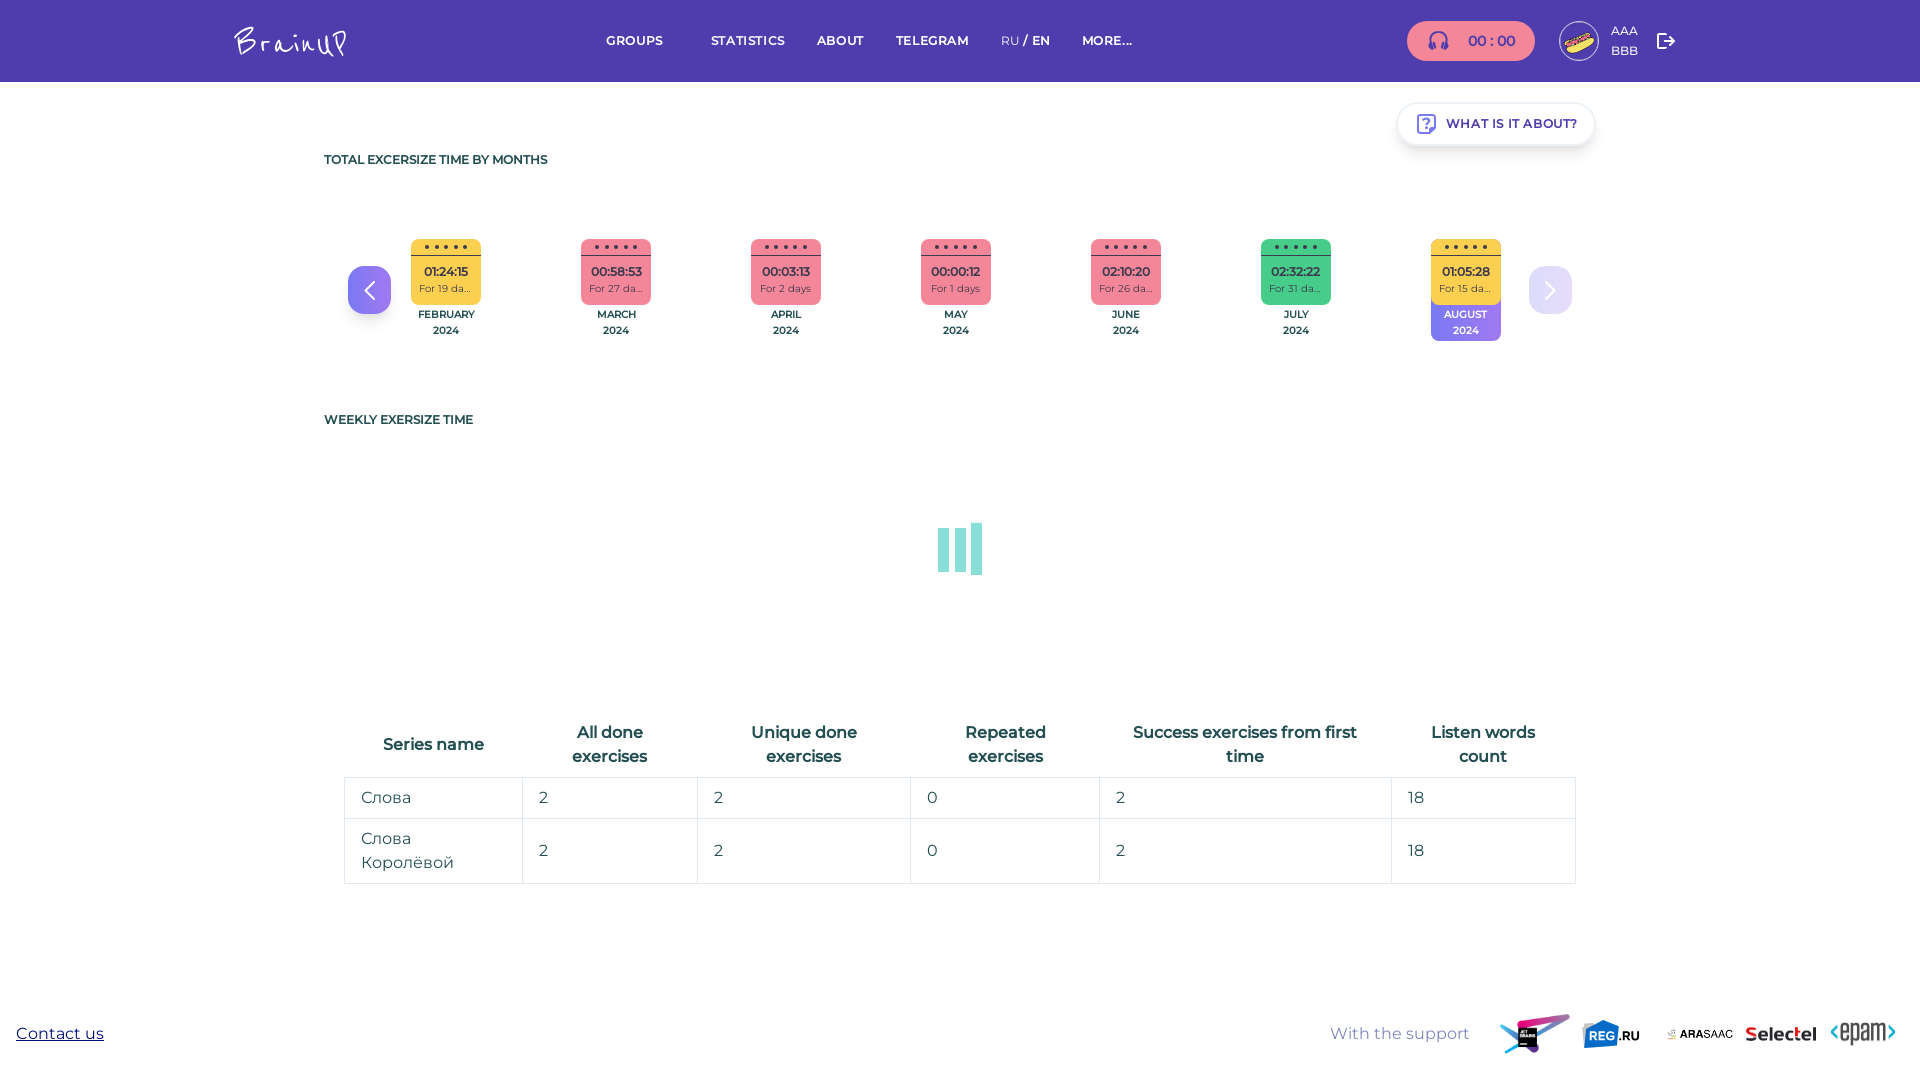 BrainUP
GROUPS
STATISTICS
ABOUT
TELEGRAM
RU / EN
MORE...
00 : 00
AAA
BBB
WHAT IS IT ABOUT?
TOTAL EXCERSIZE TIME BY MONTHS
01:24:15
For 19 da...
FEBRUARY
2024
00:58:53
For 27 da...
MARCH
2024
00:03:13
For 2 days
APRIL
2024
00:00:12
For 1 days
MAY
2024
02:10:20
For 26 da...
JUNE
2024
02:32:22
For 31 da...
JULY
2024
01:05:28
For 15 da...
AUGUST
2024
WEEKLY EXERSIZE TIME
Series name
All done
exercises
Unique done
exercises
Repeated
exercises
Success exercises from first
time
Listen words
count
Слова
2
2
0
2
18
Слова
Королёвой
2
2
0
2
18
Contact us
With the support
JET
BRAINS
REG.RU
ARASAAC
Selectel
<epam>